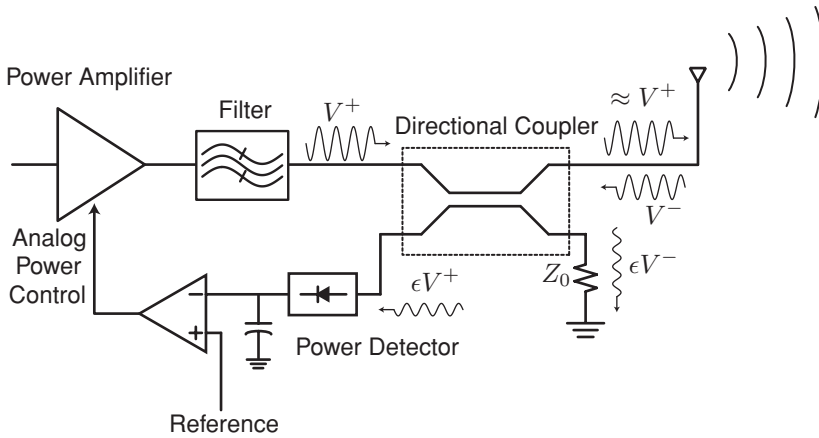 Power Amplifier
Filter
V⁺
Directional Coupler
≈ V⁺
V⁻
Analog
Power
Control
Z₀
ϵV⁻
ϵV⁺
Power Detector
Reference